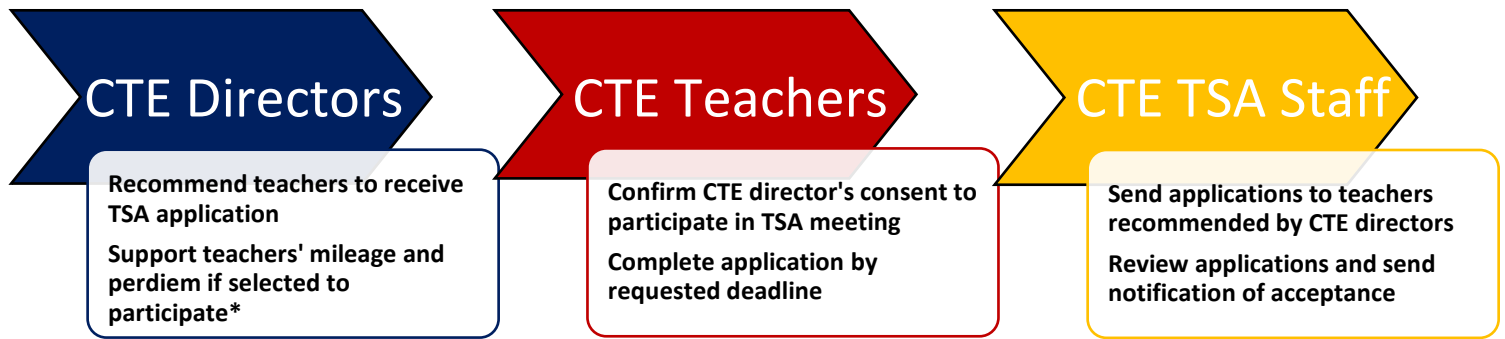 CTE Directors
Recommend teachers to receive
TSA application
Support teachers' mileage and
perdiem if selected to
participate*
CTE Teachers
Confirm CTE director's consent to
participate in TSA meeting
Complete application by
requested deadline
CTE TSA Staff
Send applications to teachers
recommended by CTE directors
Review applications and send
notification of acceptance